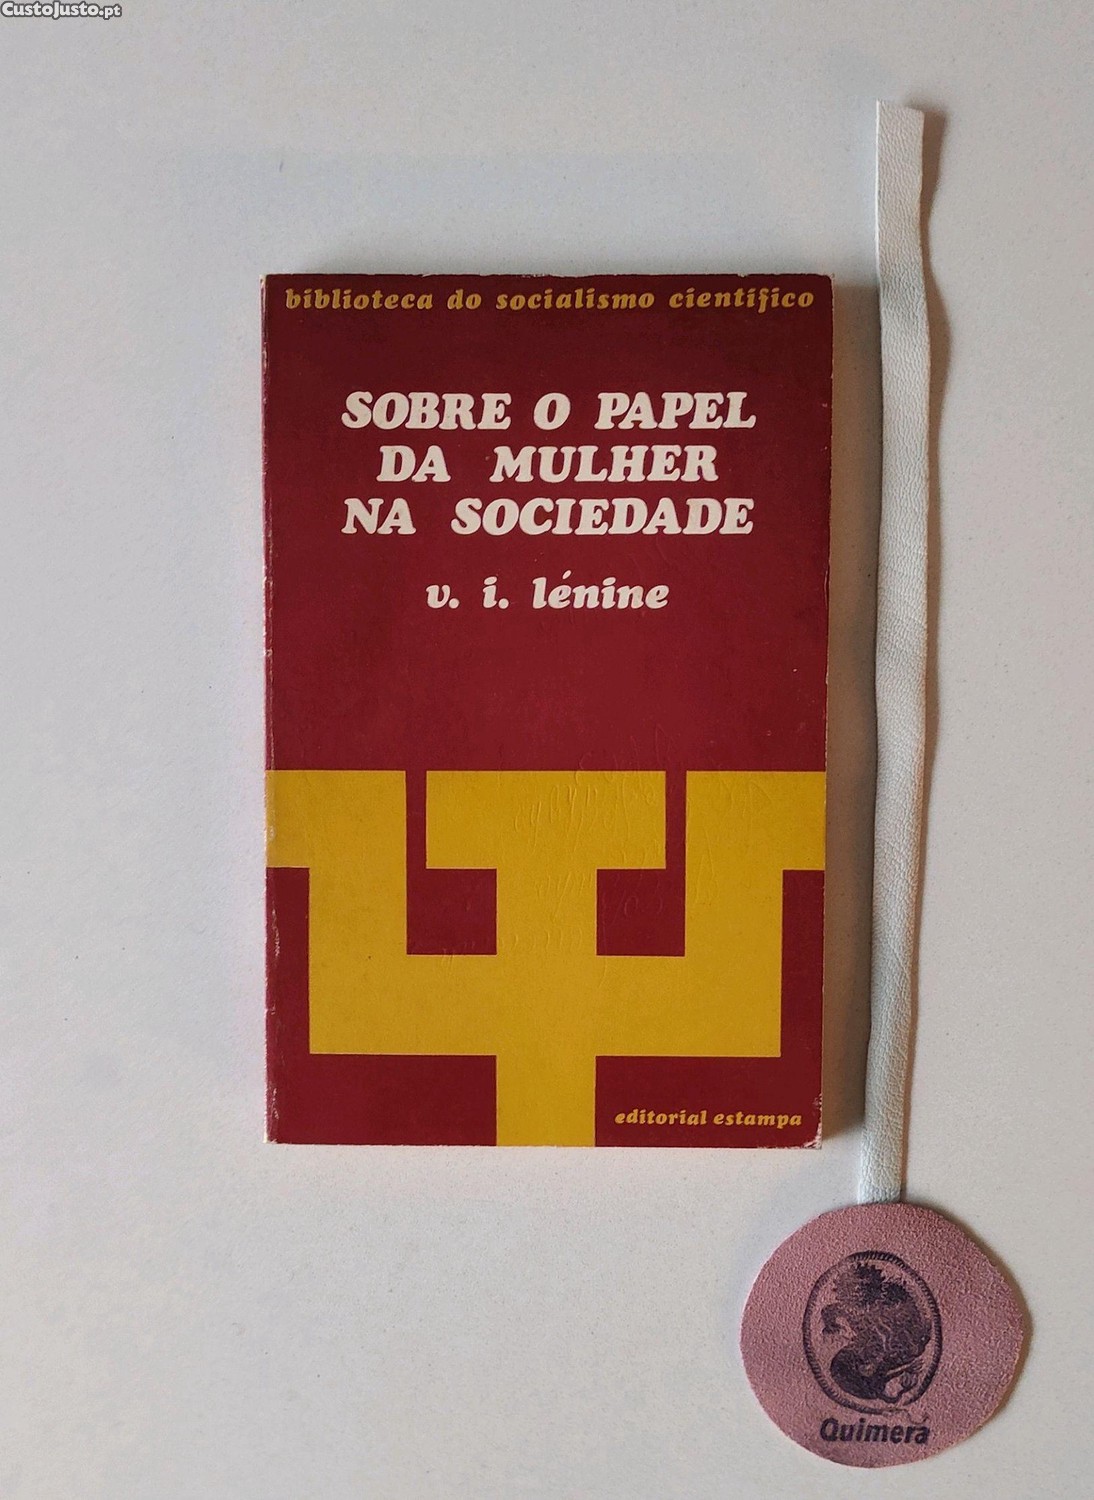 CustoJusto.pt
biblioteca do socialismo científico
SOBRE O PAPEL
DA MULHER
NA SOCIEDADE
v. i. lénine
editorial estampa
Quimera